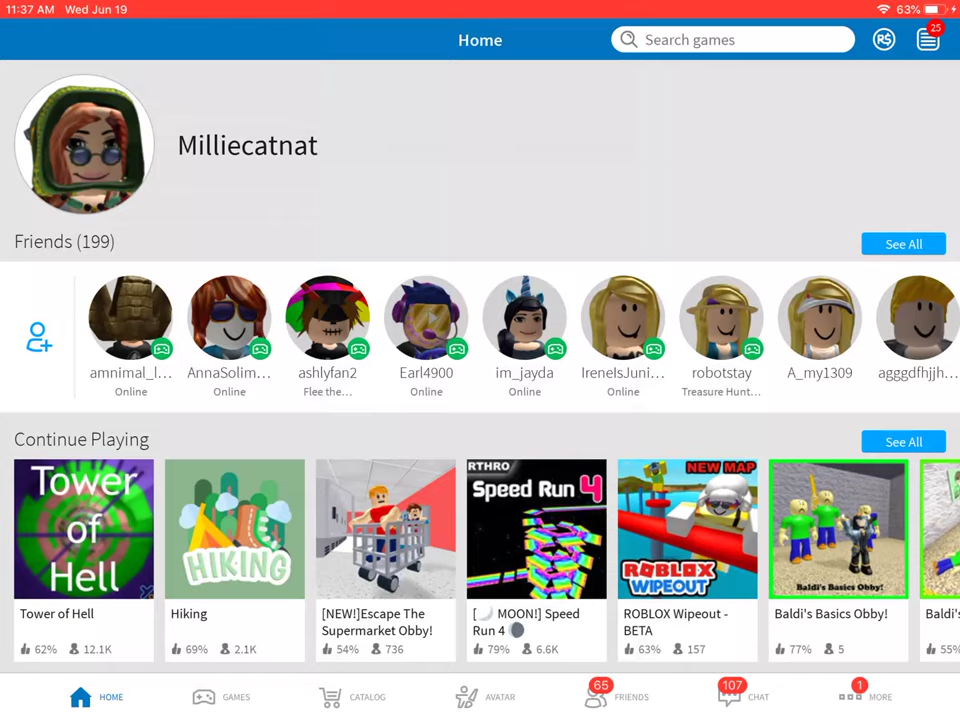 11:37 AM Wed Jun 19 63%
Home
Search games
R$
25
Milliecatnat
Friends (199)
See All
amnimal_l... AnnaSolim... ashlyfan2 Earl4900 im_jayda IreneIsJuni... robotstay A_my1309 agggdfhjjh...
Online Online Flee the... Online Online Online Treasure Hunt...
Continue Playing
See All
Tower
of
Hell
HIKING
RTHRO
Speed Run 4
NEW MAP
ROBLOX
WIPEOUT
Baldi's Basics Obby!
Tower of Hell
62% 12.1K
Hiking
69% 2.1K
[NEW!]Escape The
Supermarket Obby!
54% 736
[🌙 MOON!] Speed
Run 4 🌘
79% 6.6K
ROBLOX Wipeout -
BETA
63% 157
Baldi's Basics Obby!
77% 5
Baldi's
55%
HOME
GAMES
CATALOG
AVATAR
65
FRIENDS
107
CHAT
1
MORE